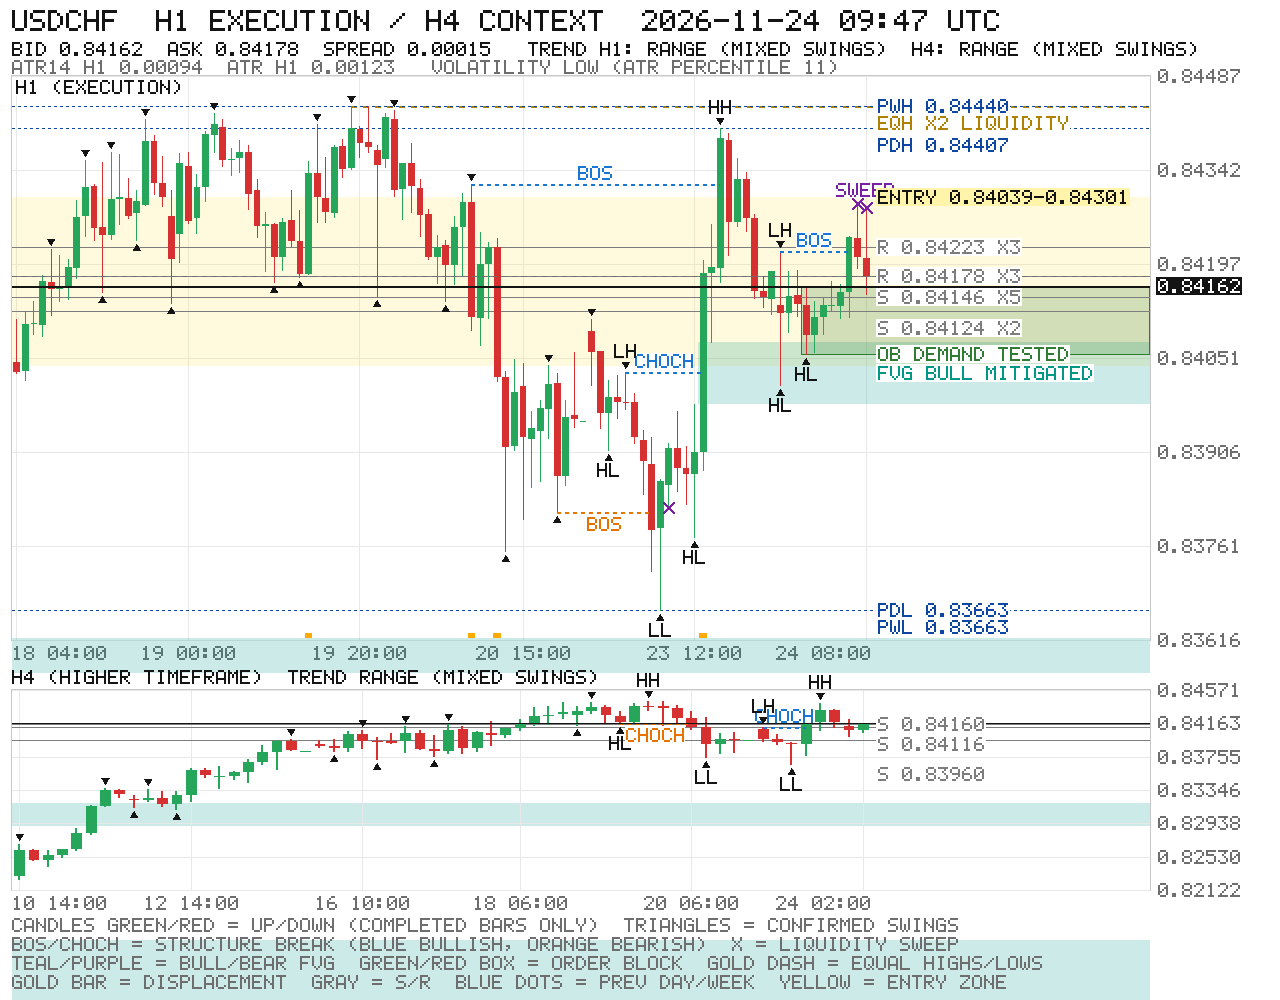 USDCHF  H1 EXECUTION / H4 CONTEXT  2026-11-24 09:47 UTC
BID 0.84162  ASK 0.84178  SPREAD 0.00015   TREND H1: RANGE (MIXED SWINGS)  H4: RANGE (MIXED SWINGS)
ATR14 H1 0.00094  ATR H1 0.00123   VOLATILITY LOW (ATR PERCENTILE 11)
0.84487
H1 (EXECUTION)
PWH 0.84440
HH
EQH X2 LIQUIDITY
PDH 0.84407
0.84342
BOS
SWEEP
ENTRY 0.84039-0.84301
LH
BOS
R 0.84223 X3
0.84197
R 0.84178 X3
0.84162
S 0.84146 X5
S 0.84124 X2
LH
CHOCH
OB DEMAND TESTED
0.84051
HL
FVG BULL MITIGATED
HL
0.83906
HL
BOS
0.83761
HL
PDL 0.83663
LL
PWL 0.83663
0.83616
18 04:00
19 00:00
19 20:00
20 15:00
23 12:00
24 08:00
H4 (HIGHER TIMEFRAME)  TREND RANGE (MIXED SWINGS)
HH
HH
0.84571
LH
CHOCH
S 0.84160
0.84163
CHOCH
HL
S 0.84116
0.83755
LL
LL
S 0.83960
0.83346
0.82938
0.82530
0.82122
10 14:00
12 14:00
16 10:00
18 06:00
20 06:00
24 02:00
CANDLES GREEN/RED = UP/DOWN (COMPLETED BARS ONLY)  TRIANGLES = CONFIRMED SWINGS
BOS/CHOCH = STRUCTURE BREAK (BLUE BULLISH, ORANGE BEARISH)  X = LIQUIDITY SWEEP
TEAL/PURPLE = BULL/BEAR FVG  GREEN/RED BOX = ORDER BLOCK  GOLD DASH = EQUAL HIGHS/LOWS
GOLD BAR = DISPLACEMENT  GRAY = S/R  BLUE DOTS = PREV DAY/WEEK  YELLOW = ENTRY ZONE